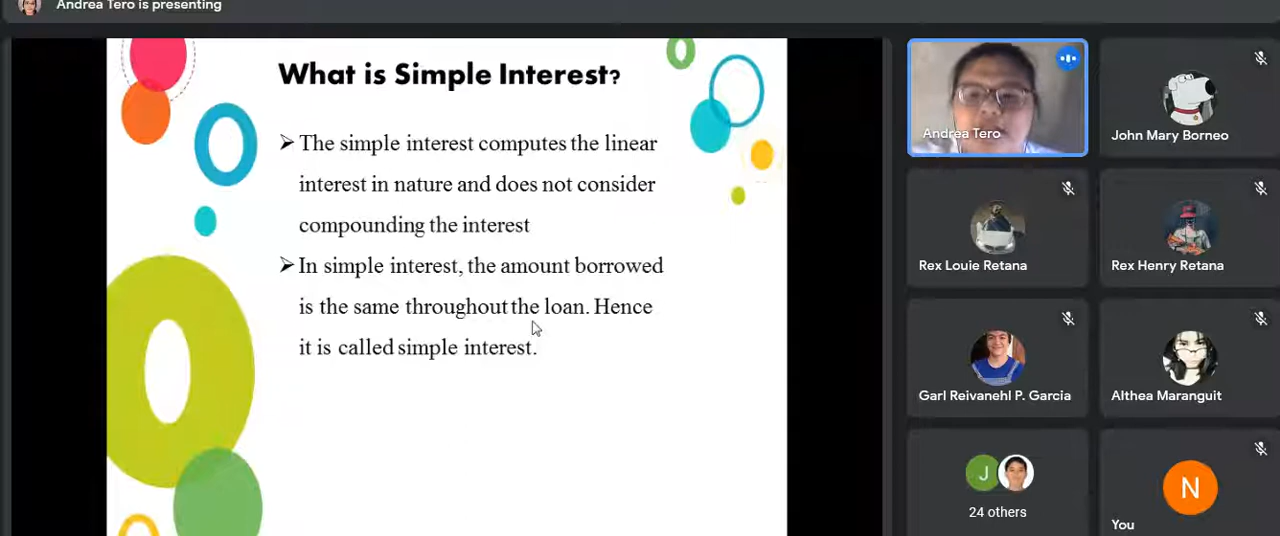 Andrea Tero is presenting
What is Simple Interest?
➢ The simple interest computes the linear
interest in nature and does not consider
compounding the interest
➢ In simple interest, the amount borrowed
is the same throughout the loan. Hence
it is called simple interest.
Andrea Tero
John Mary Borneo
Rex Louie Retana
Rex Henry Retana
Garl Reivanehl P. Garcia
Althea Maranguit
J
24 others
N
You